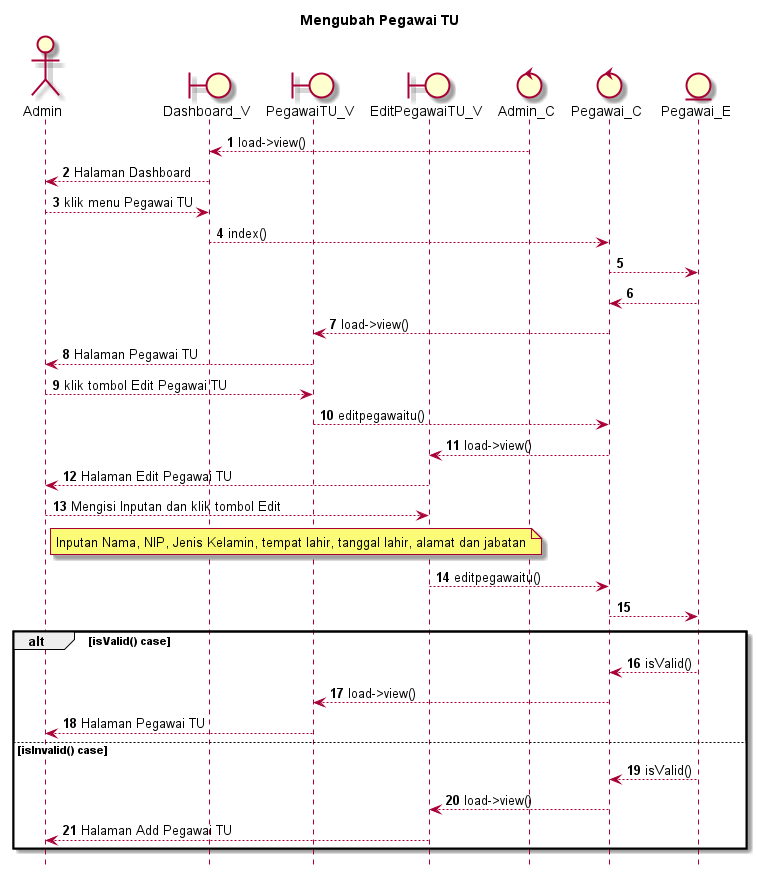 Mengubah Pegawai TU
Admin Dashboard_V PegawaiTU_V EditPegawaiTU_V Admin_C Pegawai_C Pegawai_E
1 load->view()
2 Halaman Dashboard
3 klik menu Pegawai TU
4 index()
5
6
7 load->view()
8 Halaman Pegawai TU
9 klik tombol Edit Pegawai TU
10 editpegawaitu()
11 load->view()
12 Halaman Edit Pegawai TU
13 Mengisi Inputan dan klik tombol Edit
Inputan Nama, NIP, Jenis Kelamin, tempat lahir, tanggal lahir, alamat dan jabatan
14 editpegawaitu()
15
alt [isValid() case]
16 isValid()
17 load->view()
18 Halaman Pegawai TU
[isInvalid() case]
19 isValid()
20 load->view()
21 Halaman Add Pegawai TU